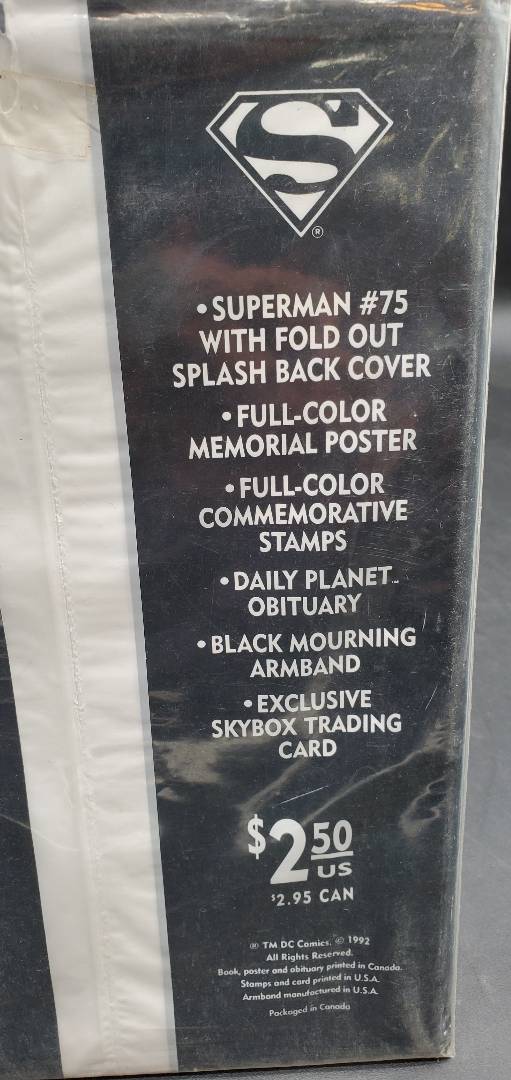 S
®
• SUPERMAN #75
WITH FOLD OUT
SPLASH BACK COVER
• FULL-COLOR
MEMORIAL POSTER
• FULL-COLOR
COMMEMORATIVE
STAMPS
• DAILY PLANET™
OBITUARY
• BLACK MOURNING
ARMBAND
• EXCLUSIVE
SKYBOX TRADING
CARD
$2.50
US
$2.95 CAN
® TM DC Comics. © 1992
All Rights Reserved.
Book, poster and obituary printed in Canada.
Stamps and card printed in U.S.A.
Armband manufactured in U.S.A.
Packaged in Canada